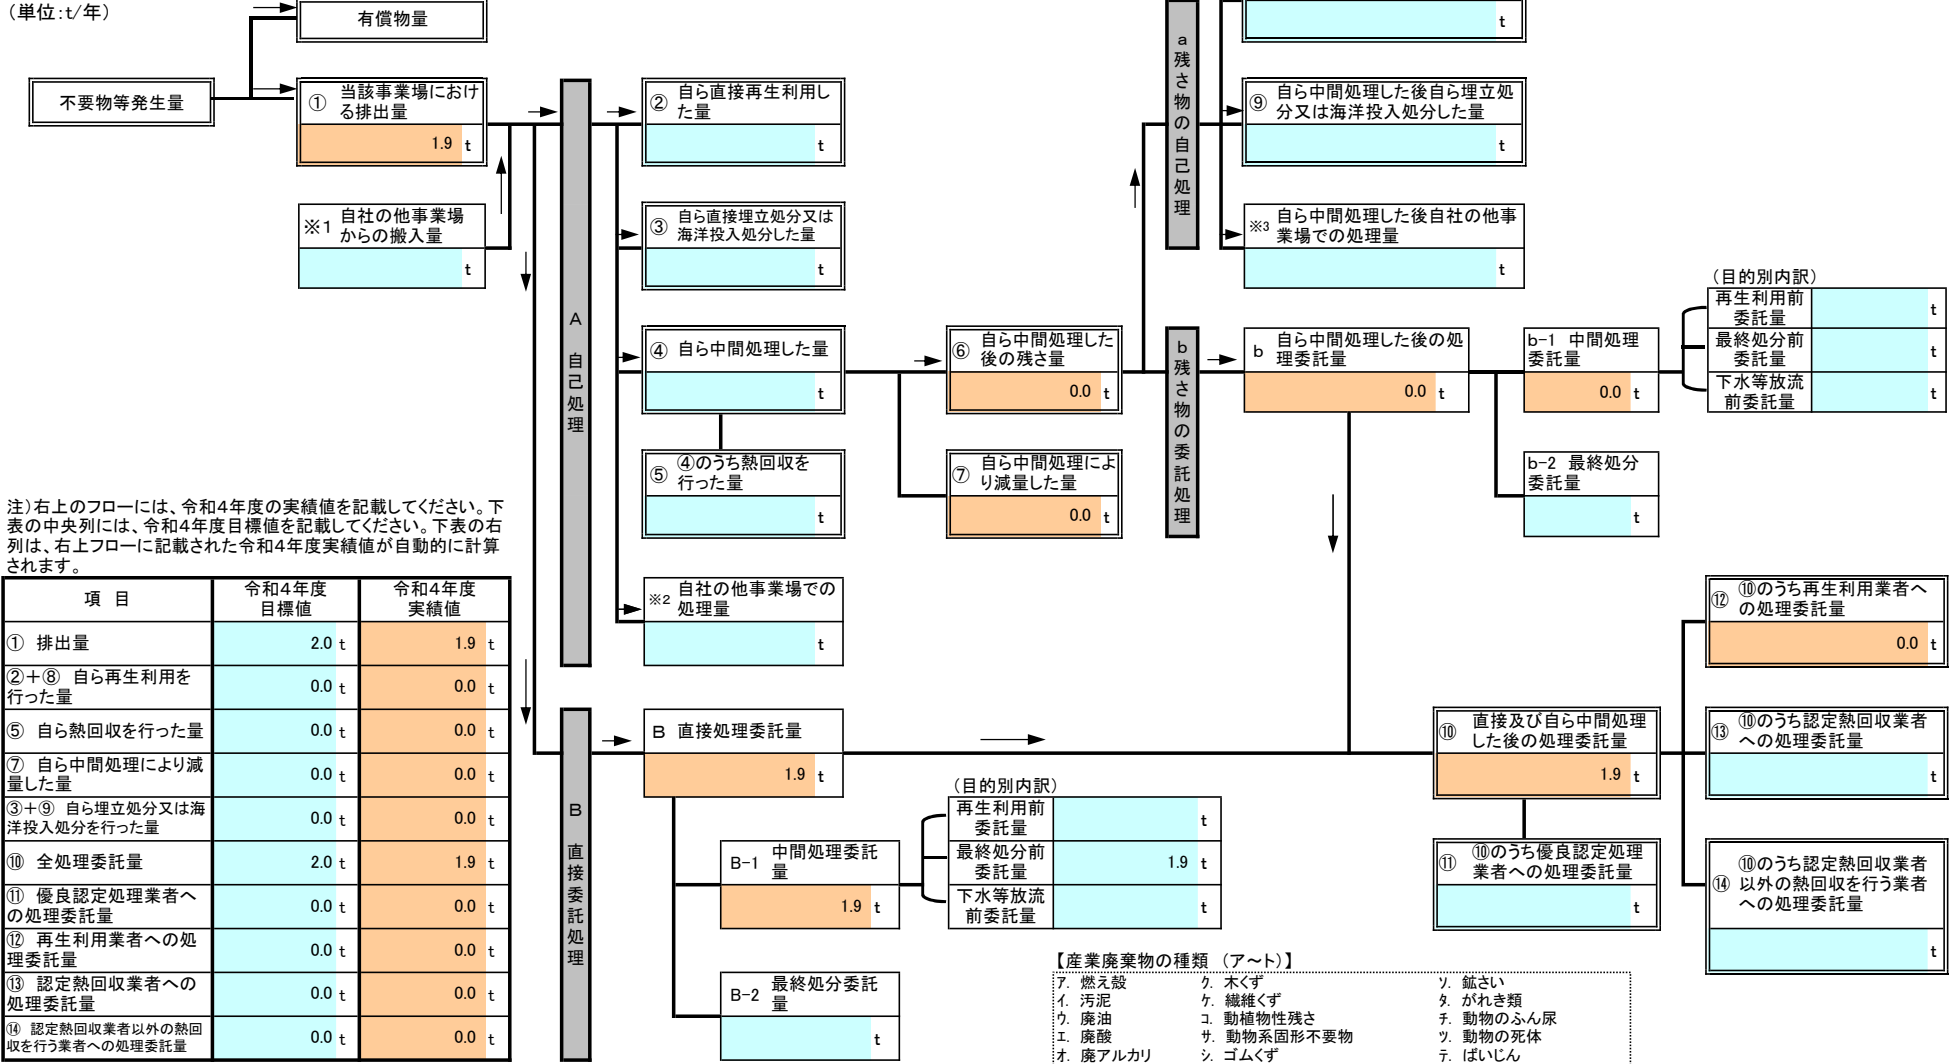 (単位:t/年)
有償物量
不要物等発生量
① 当該事業場におけ
る排出量
1.9 t
※1 自社の他事業場
からの搬入量
t
A 自己処理
② 自ら直接再生利用し
た量
t
③ 自ら直接埋立処分又は
海洋投入処分した量
t
④ 自ら中間処理した量
t
⑤ ④のうち熱回収を
行った量
t
※2 自社の他事業場での
処理量
t
⑥ 自ら中間処理した
後の残さ量
0.0 t
⑦ 自ら中間処理によ
り減量した量
0.0 t
a 残さ物の自己処理
t
⑨ 自ら中間処理した後自ら埋立処
分又は海洋投入処分した量
t
※3 自ら中間処理した後自社の他事
業場での処理量
t
b 残さ物の委託処理
b 自ら中間処理した後の処
理委託量
0.0 t
b-1 中間処理
委託量
0.0 t
(目的別内訳)
再生利用前
委託量
t
最終処分前
委託量
t
下水等放流
前委託量
t
b-2 最終処分
委託量
t
注)右上のフローには、令和4年度の実績値を記載してください。下
表の中央列には、令和4年度目標値を記載してください。下表の右
列は、右上フローに記載された令和4年度実績値が自動的に計算
されます。
項 目 令和4年度
目標値 令和4年度
実績値
① 排出量 2.0 t 1.9 t
②+⑧ 自ら再生利用を
行った量 0.0 t 0.0 t
⑤ 自ら熱回収を行った量 0.0 t 0.0 t
⑦ 自ら中間処理により減
量した量 0.0 t 0.0 t
③+⑨ 自ら埋立処分又は海
洋投入処分を行った量 0.0 t 0.0 t
⑩ 全処理委託量 2.0 t 1.9 t
⑪ 優良認定処理業者へ
の処理委託量 0.0 t 0.0 t
⑫ 再生利用業者への処
理委託量 0.0 t 0.0 t
⑬ 認定熱回収業者への
処理委託量 0.0 t 0.0 t
⑭ 認定熱回収業者以外の熱回
収を行う業者への処理委託量 0.0 t 0.0 t
B 直接委託処理
B 直接処理委託量
1.9 t
B-1 中間処理委託
量
1.9 t
(目的別内訳)
再生利用前
委託量
t
最終処分前
委託量
1.9 t
下水等放流
前委託量
t
B-2 最終処分委託
量
t
⑩ 直接及び自ら中間処理
した後の処理委託量
1.9 t
⑪ ⑩のうち優良認定処理
業者への処理委託量
t
⑫ ⑩のうち再生利用業者へ
の処理委託量
0.0 t
⑬ ⑩のうち認定熱回収業者
への処理委託量
t
⑭ ⑩のうち認定熱回収業者
以外の熱回収を行う業者
への処理委託量
t
【産業廃棄物の種類 (ア~ト)】
ア. 燃え殻 ク. 木くず ソ. 鉱さい
イ. 汚泥 ケ. 繊維くず タ. がれき類
ウ. 廃油 コ. 動植物性残さ チ. 動物のふん尿
エ. 廃酸 サ. 動物系固形不要物 ツ. 動物の死体
オ. 廃アルカリ シ. ゴムくず テ. ばいじん